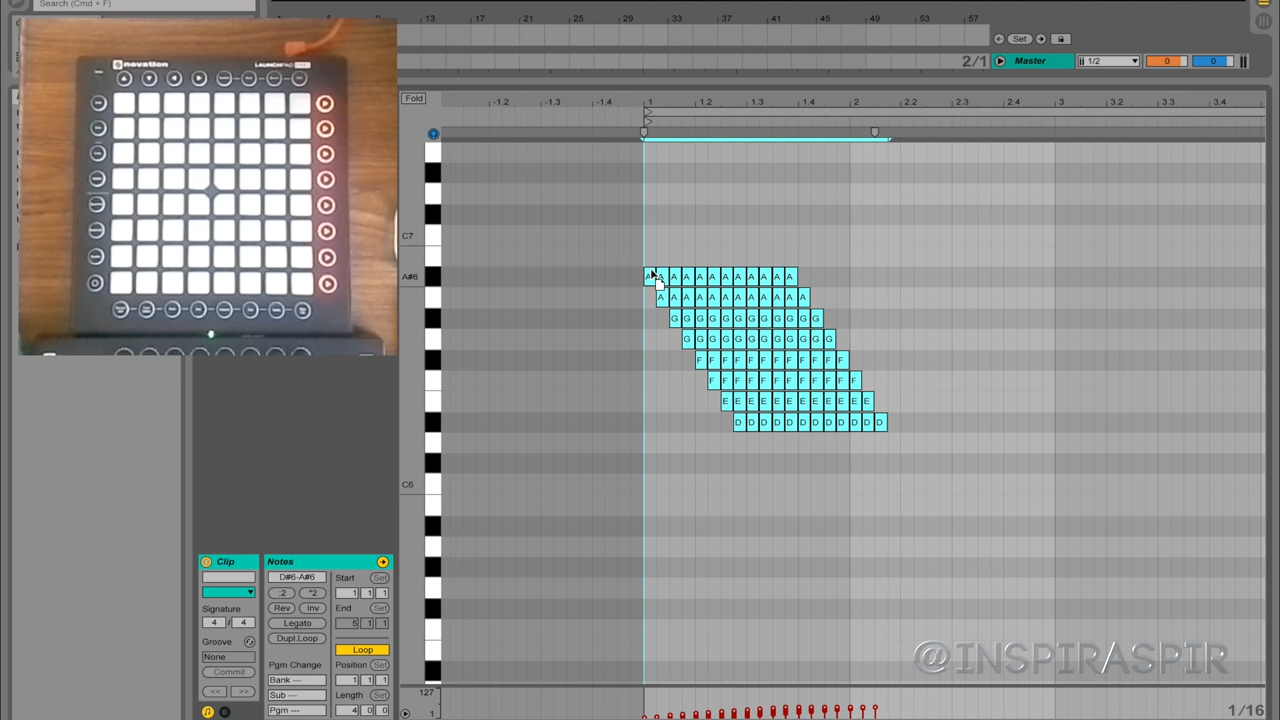 Search (Cmd + F)
13 17 21 25 29 33 37 41 45 49 53 57
Set
2/1 Master 1/2 0 0
novation
Fold
-1.2 -1.3 -1.4 1 1.2 1.3 1.4 2 2.2 2.3 2.4 3 3.2 3.3 3.4
C7
A#6 A A A A A A A A A A A A
A A A A A A A A A A A A
G G G G G G G G G G G G
G G G G G G G G G G G G
F F F F F F F F F F F F
F F F F F F F F F F F F
E E E E E E E E E E E E
D D D D D D D D D D D D
C6
Clip
Signature
4 / 4
Groove
None
Commit
<< >>
Notes
D#6-A#6
:2 *2
Rev Inv
Legato
Dupl.Loop
Pgm Change
Bank ---
Sub ---
Pgm ---
Start Set
1 1 1
End Set
5 1 1
Loop
Position Set
1 1 1
Length Set
4 0 0
127
1
1/16
@INSPIRASPIR